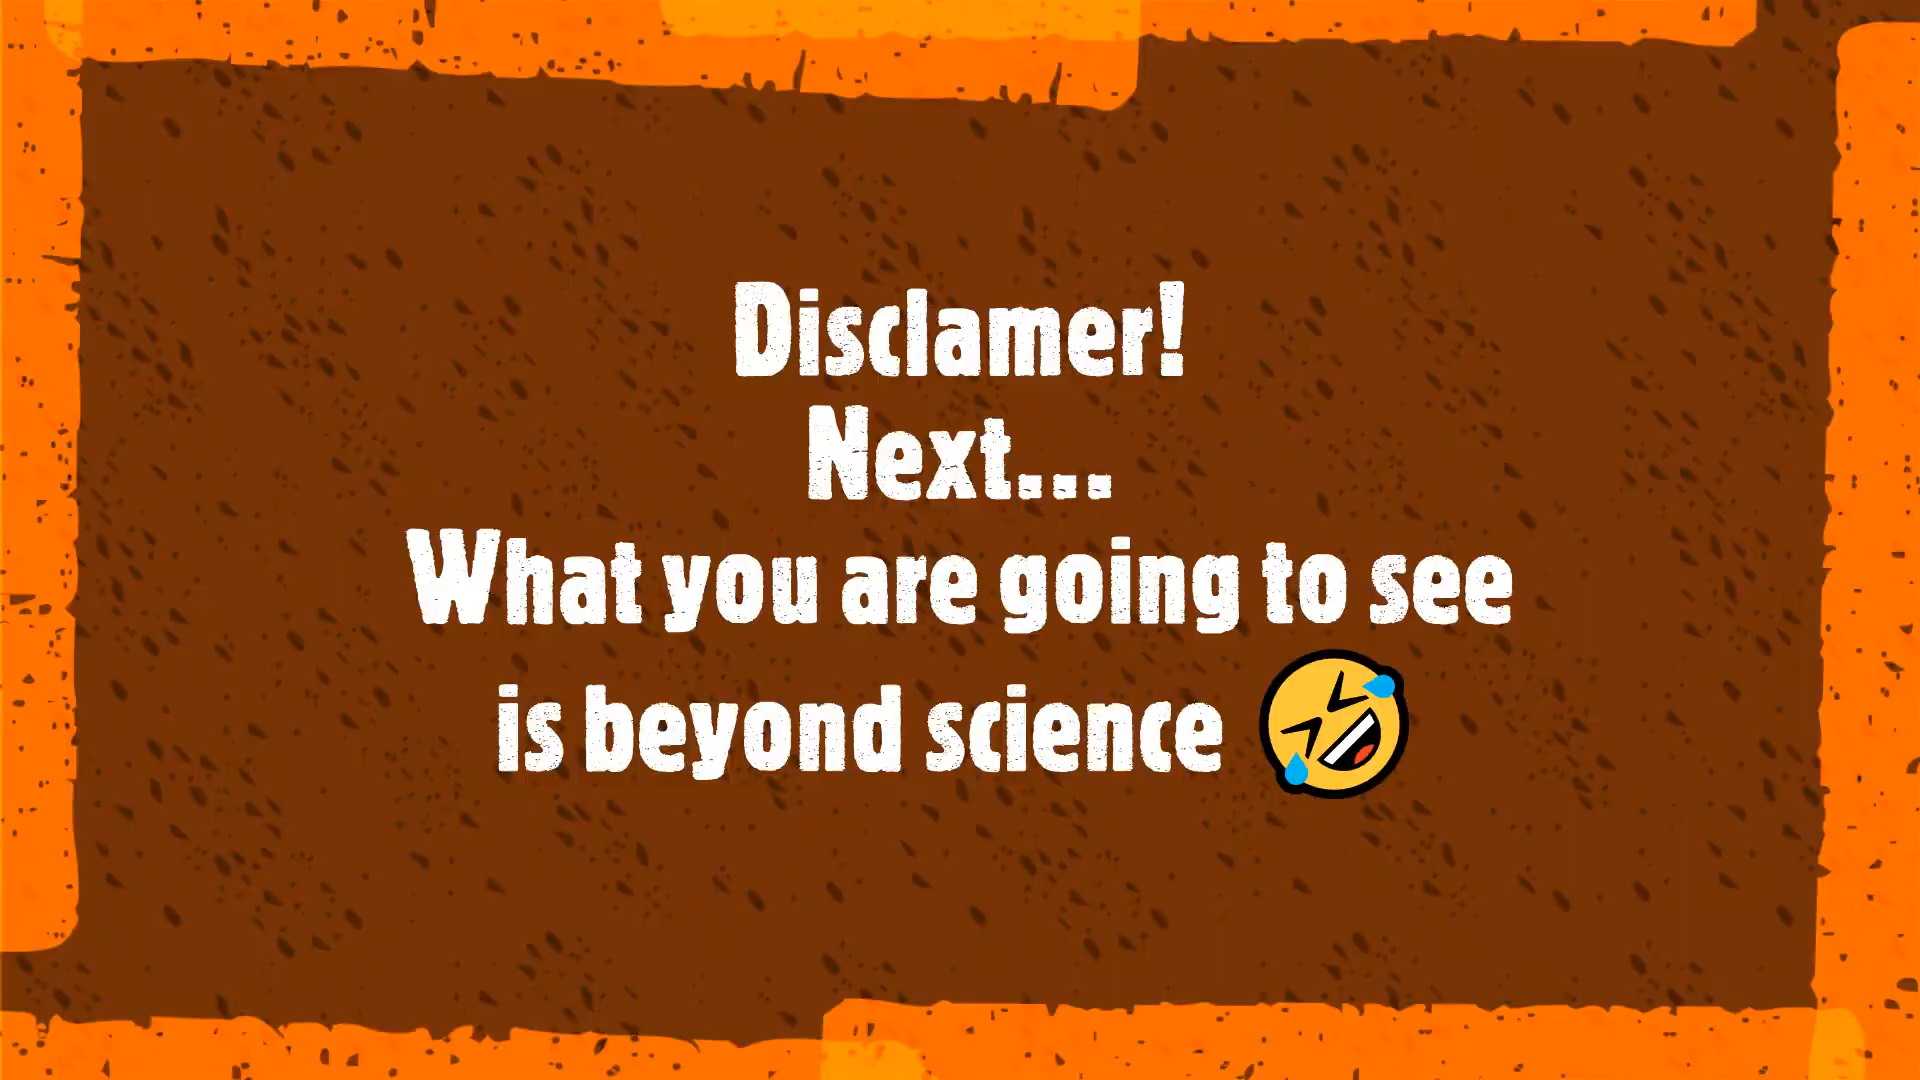 Disclamer!
Next...
What you are going to see
is beyond science 🤣